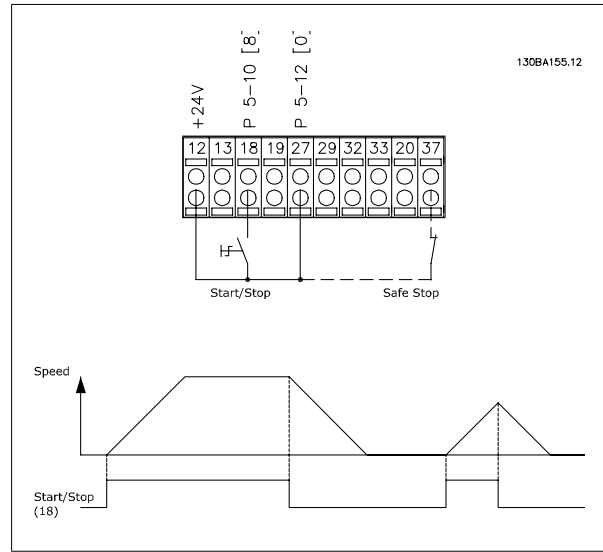 130BA155.12
+24V
P 5-10 [8]
P 5-12 [0]
12 13 18 19 27 29 32 33 20 37
Start/Stop
Safe Stop
Speed
Start/Stop
(18)